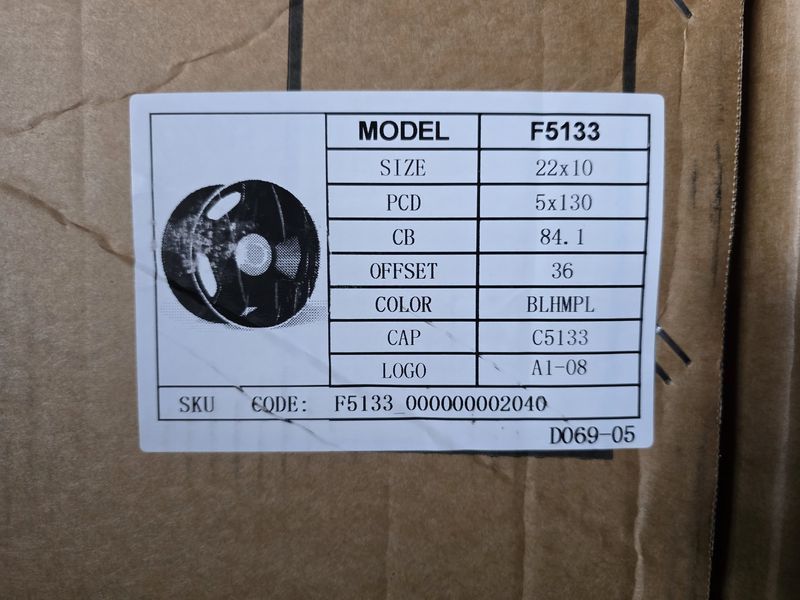 MODEL F5133
SIZE 22x10
PCD 5x130
CB 84.1
OFFSET 36
COLOR BLHMPL
CAP C5133
LOGO A1-08
SKU CODE: F5133_000000002040
D069-05